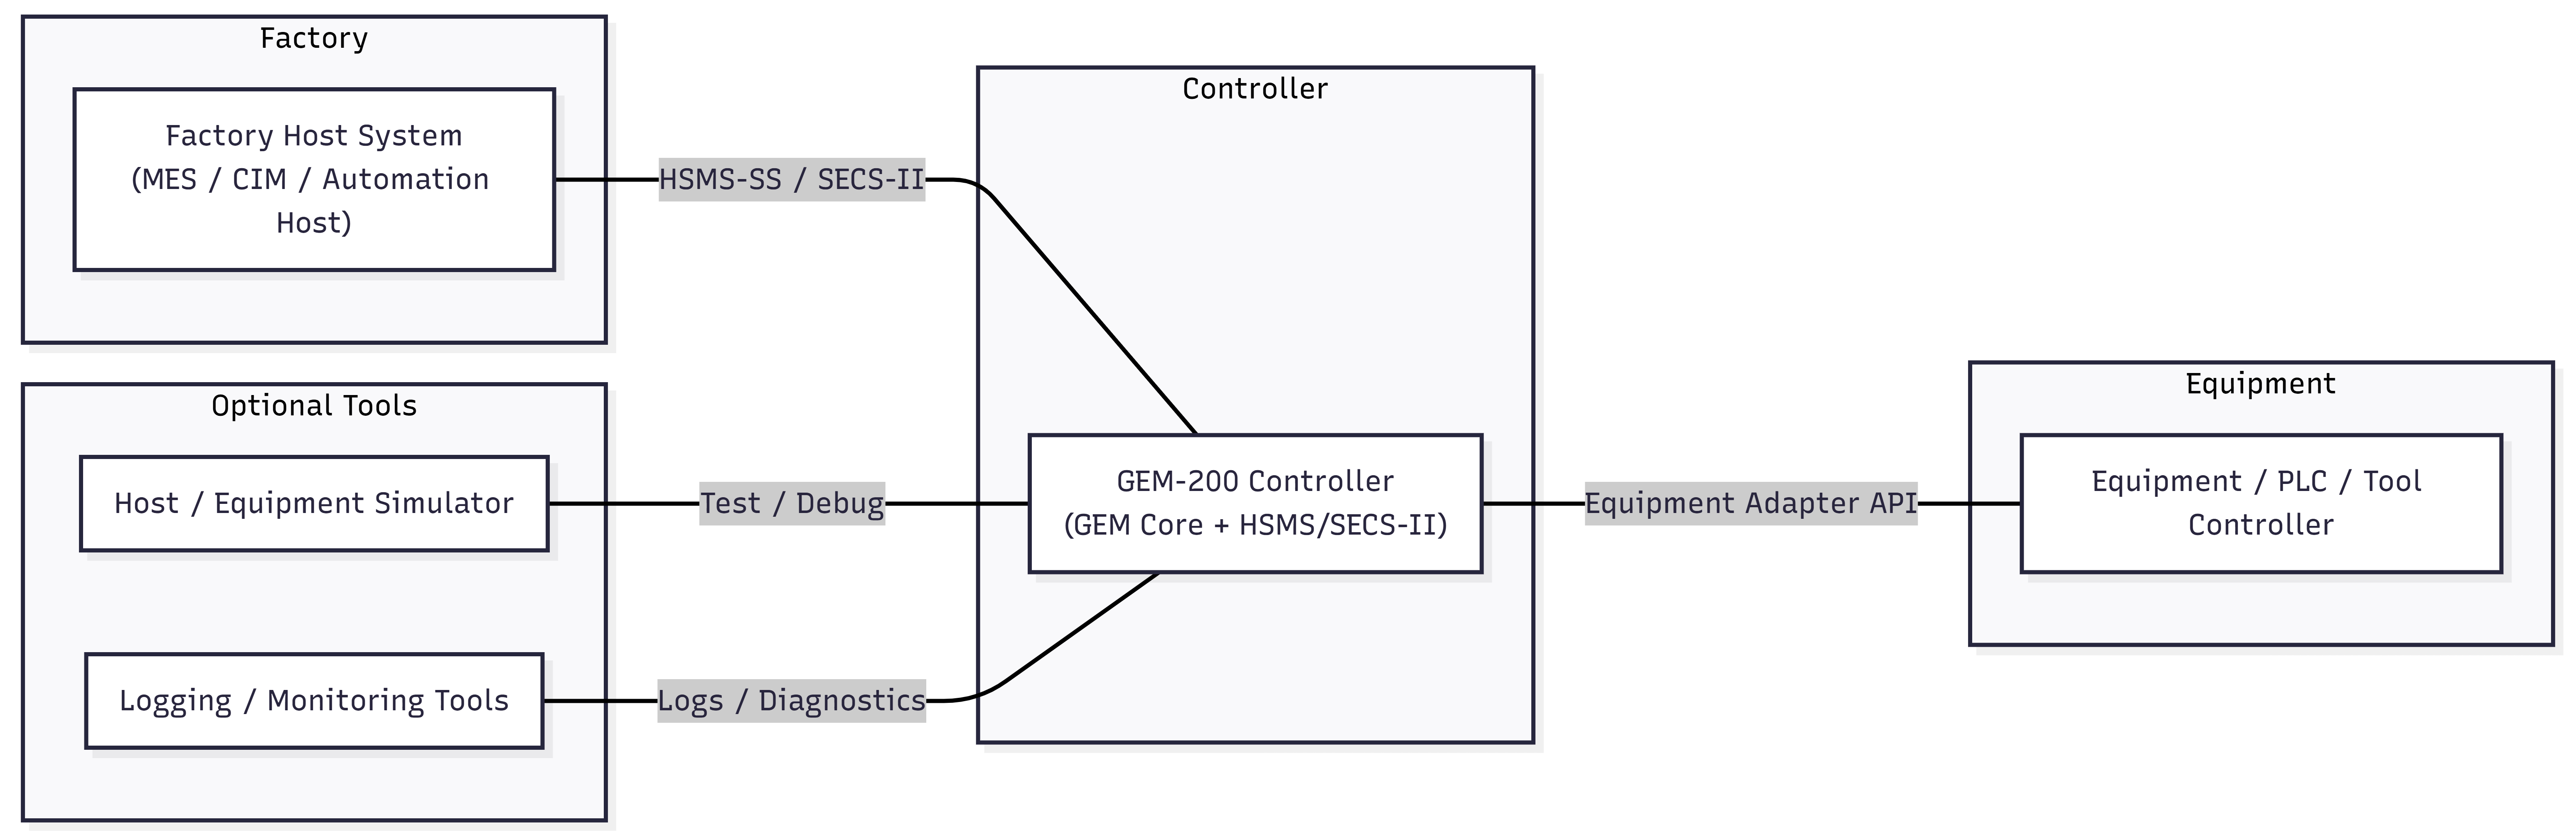 Factory
Factory Host System
(MES / CIM / Automation
Host)
HSMS-SS / SECS-II
Optional Tools
Host / Equipment Simulator
Test / Debug
Logging / Monitoring Tools
Logs / Diagnostics
Controller
GEM-200 Controller
(GEM Core + HSMS/SECS-II)
Equipment Adapter API
Equipment
Equipment / PLC / Tool
Controller